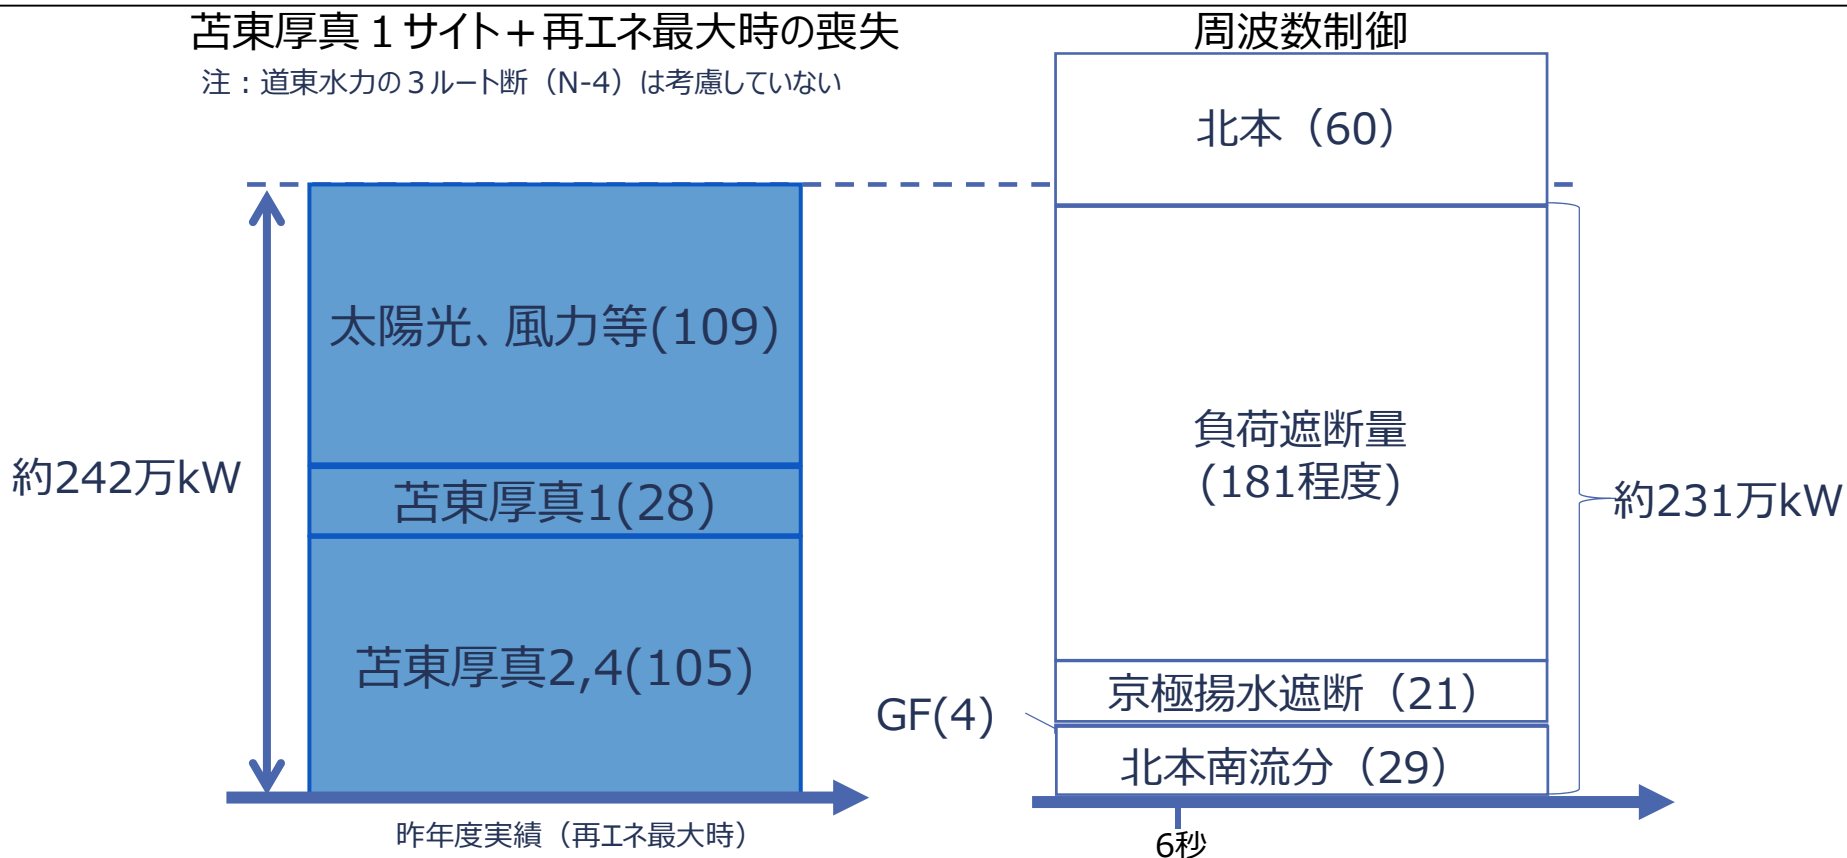 苫東厚真１サイト＋再エネ最大時の喪失
注：道東水力の３ルート断（N-4）は考慮していない
太陽光、風力等(109)
苫東厚真1(28)
苫東厚真2,4(105)
約242万kW
昨年度実績（再エネ最大時）
周波数制御
北本（60）
負荷遮断量
(181程度)
京極揚水遮断（21）
GF(4)
北本南流分（29）
約231万kW
6秒